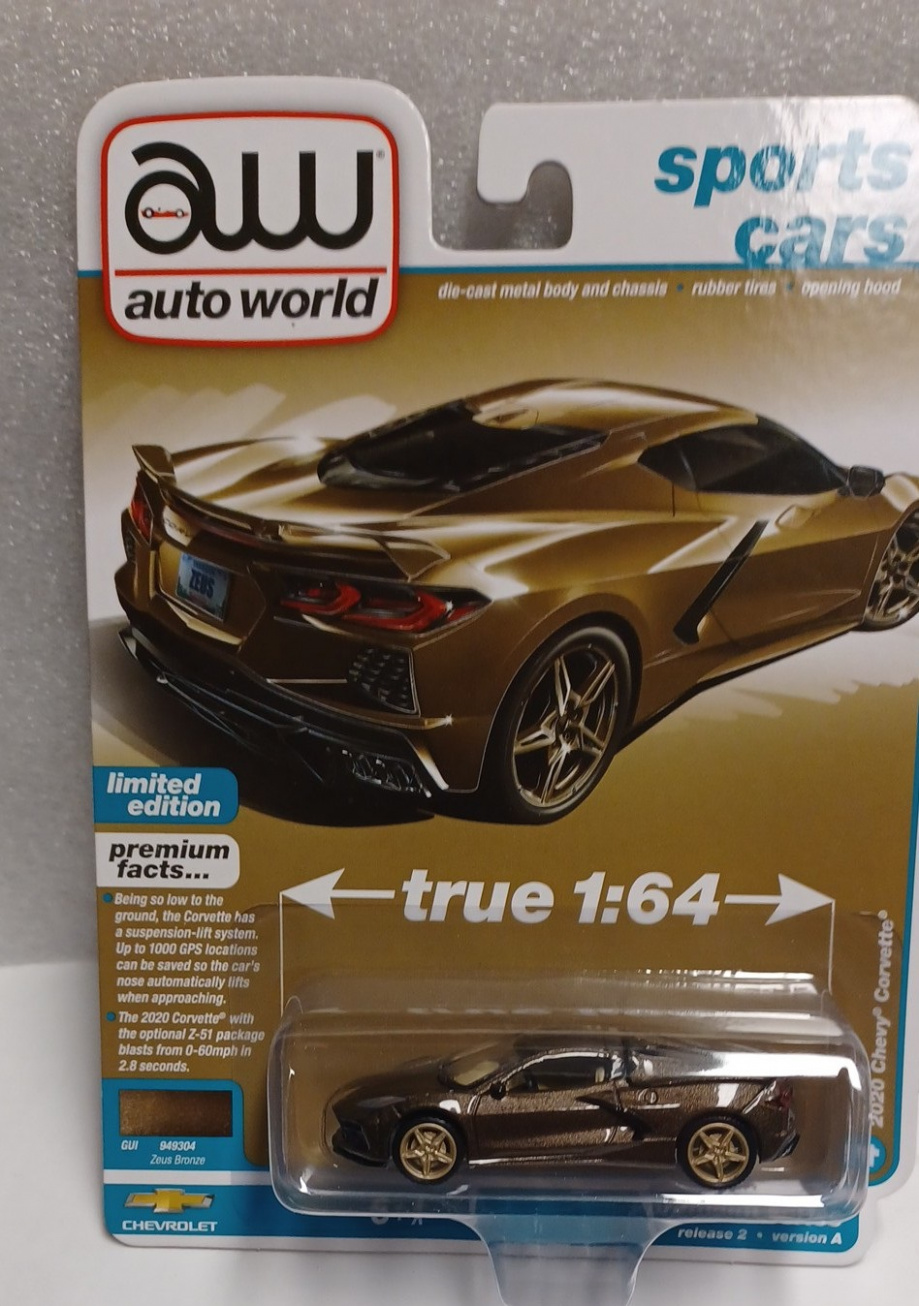 aw®
auto world
sports
cars
die-cast metal body and chassis • rubber tires • opening hood
ZEUS
limited
edition
premium
facts...
• Being so low to the
ground, the Corvette has
a suspension-lift system.
Up to 1000 GPS locations
can be saved so the car's
nose automatically lifts
when approaching.
• The 2020 Corvette® with
the optional Z-51 package
blasts from 0-60mph in
2.8 seconds.
true 1:64
2020 Chevy® Corvette®
GUI 949304
Zeus Bronze
CHEVROLET
release 2 • version A